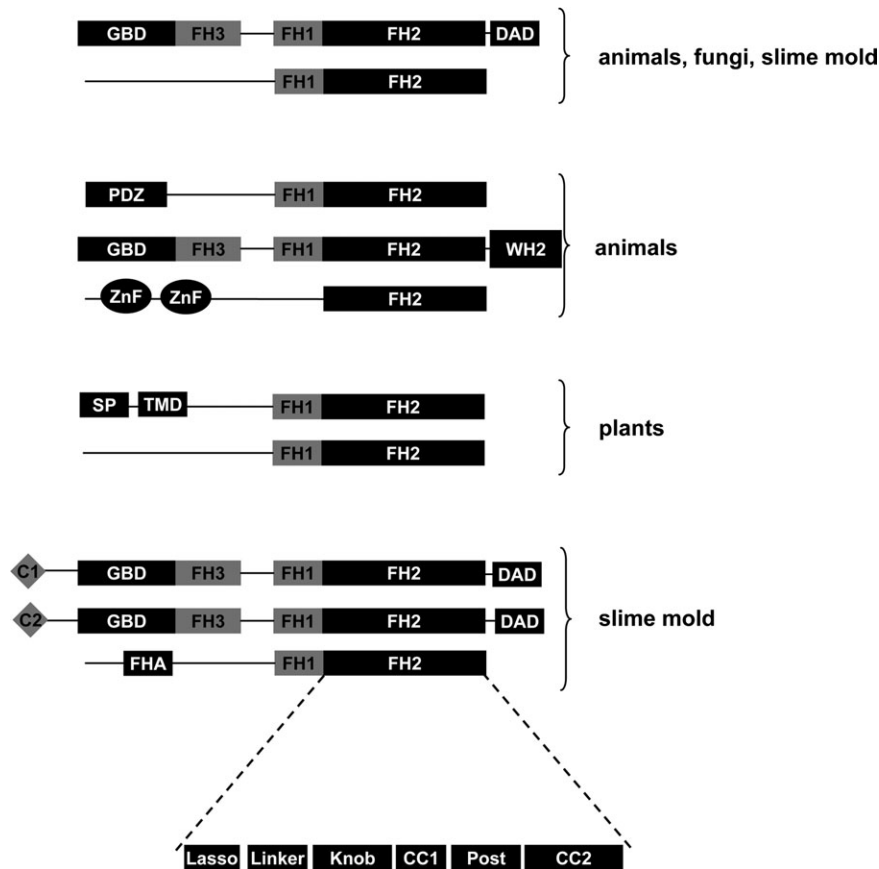 GBD FH3 FH1 FH2 DAD
animals, fungi, slime mold
FH1 FH2
PDZ FH1 FH2
GBD FH3 FH1 FH2 WH2
animals
ZnF ZnF FH2
SP TMD FH1 FH2
plants
FH1 FH2
C1 GBD FH3 FH1 FH2 DAD
C2 GBD FH3 FH1 FH2 DAD
slime mold
FHA FH1 FH2
Lasso Linker Knob CC1 Post CC2